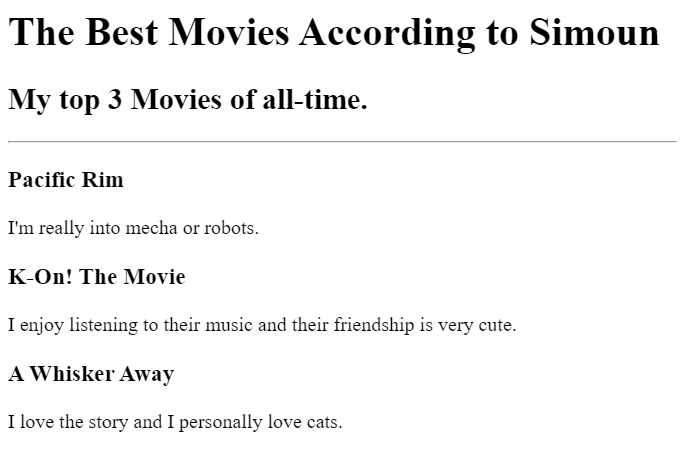 The Best Movies According to Simoun
My top 3 Movies of all-time.
Pacific Rim
I'm really into mecha or robots.
K-On! The Movie
I enjoy listening to their music and their friendship is very cute.
A Whisker Away
I love the story and I personally love cats.